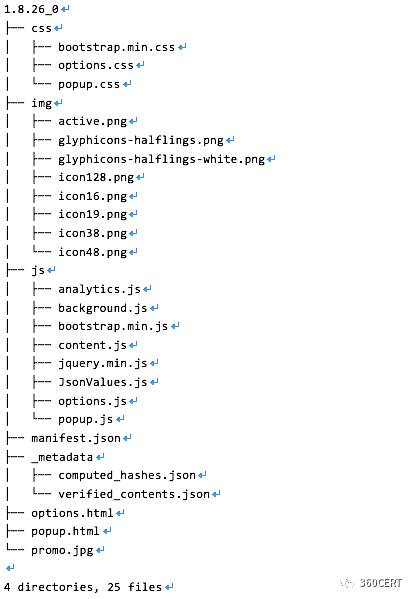 1.8.26_0
├── css
│   ├── bootstrap.min.css
│   ├── options.css
│   └── popup.css
├── img
│   ├── active.png
│   ├── glyphicons-halflings.png
│   ├── glyphicons-halflings-white.png
│   ├── icon128.png
│   ├── icon16.png
│   ├── icon19.png
│   ├── icon38.png
│   └── icon48.png
├── js
│   ├── analytics.js
│   ├── background.js
│   ├── bootstrap.min.js
│   ├── content.js
│   ├── jquery.min.js
│   ├── JsonValues.js
│   ├── options.js
│   └── popup.js
├── manifest.json
├── _metadata
│   ├── computed_hashes.json
│   └── verified_contents.json
├── options.html
├── popup.html
└── promo.jpg
4 directories, 25 files
360CERT